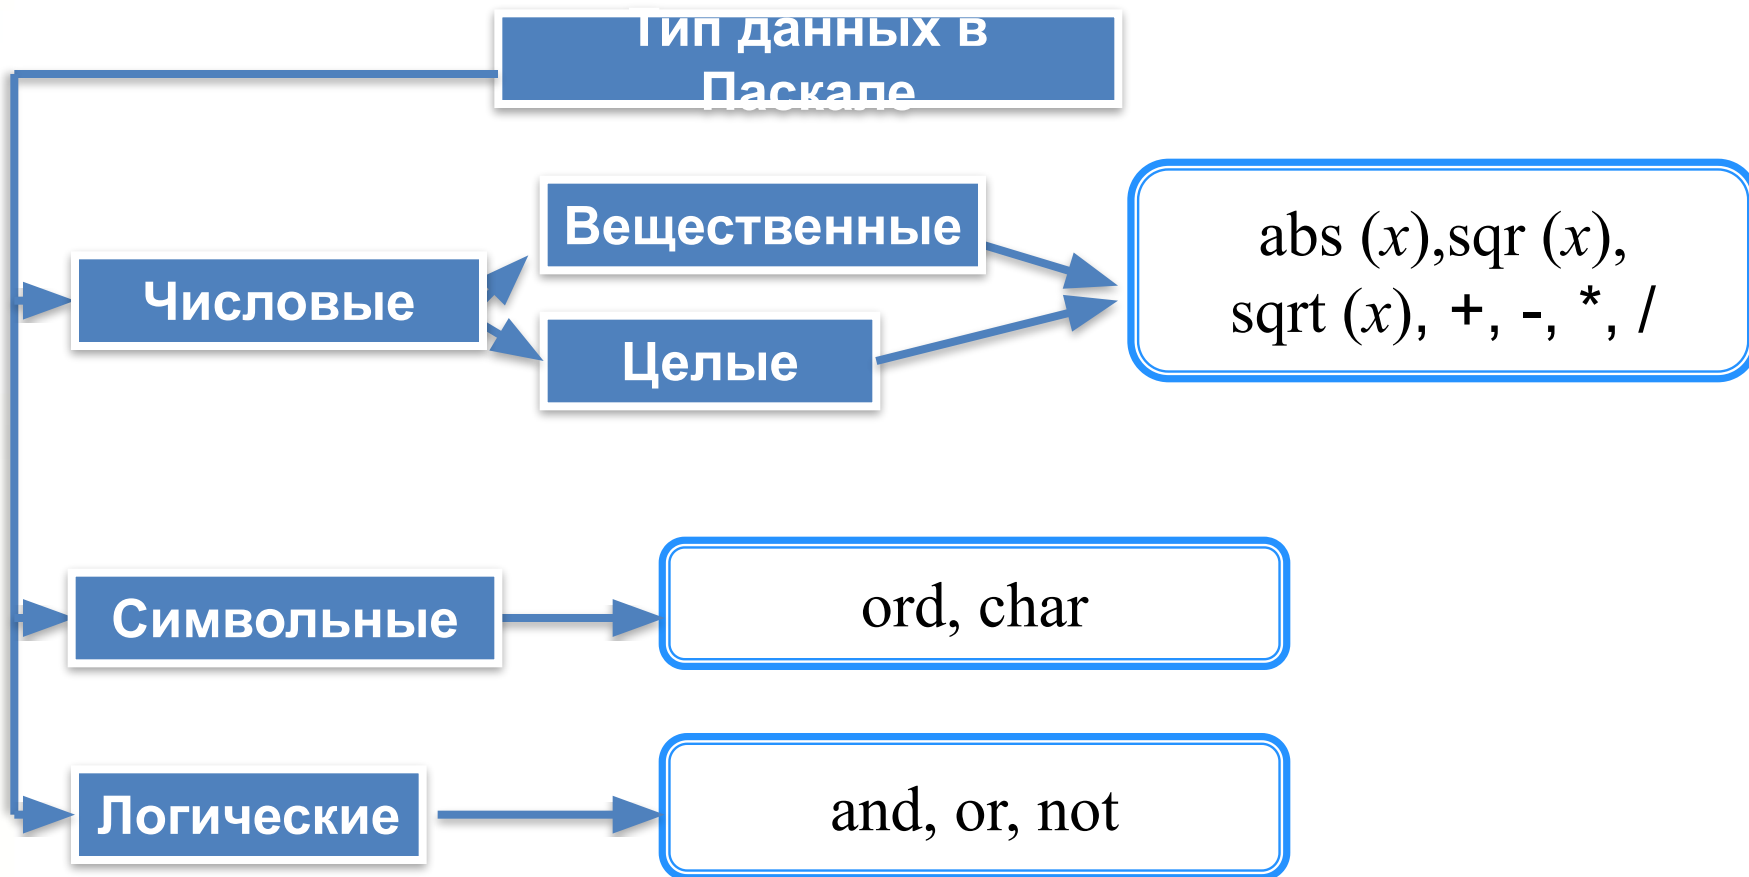 Тип данных в
Паскале
Вещественные
Числовые
Целые
abs (x),sqr (x),
sqrt (x), +, -, *, /
Символьные
ord, char
Логические
and, or, not